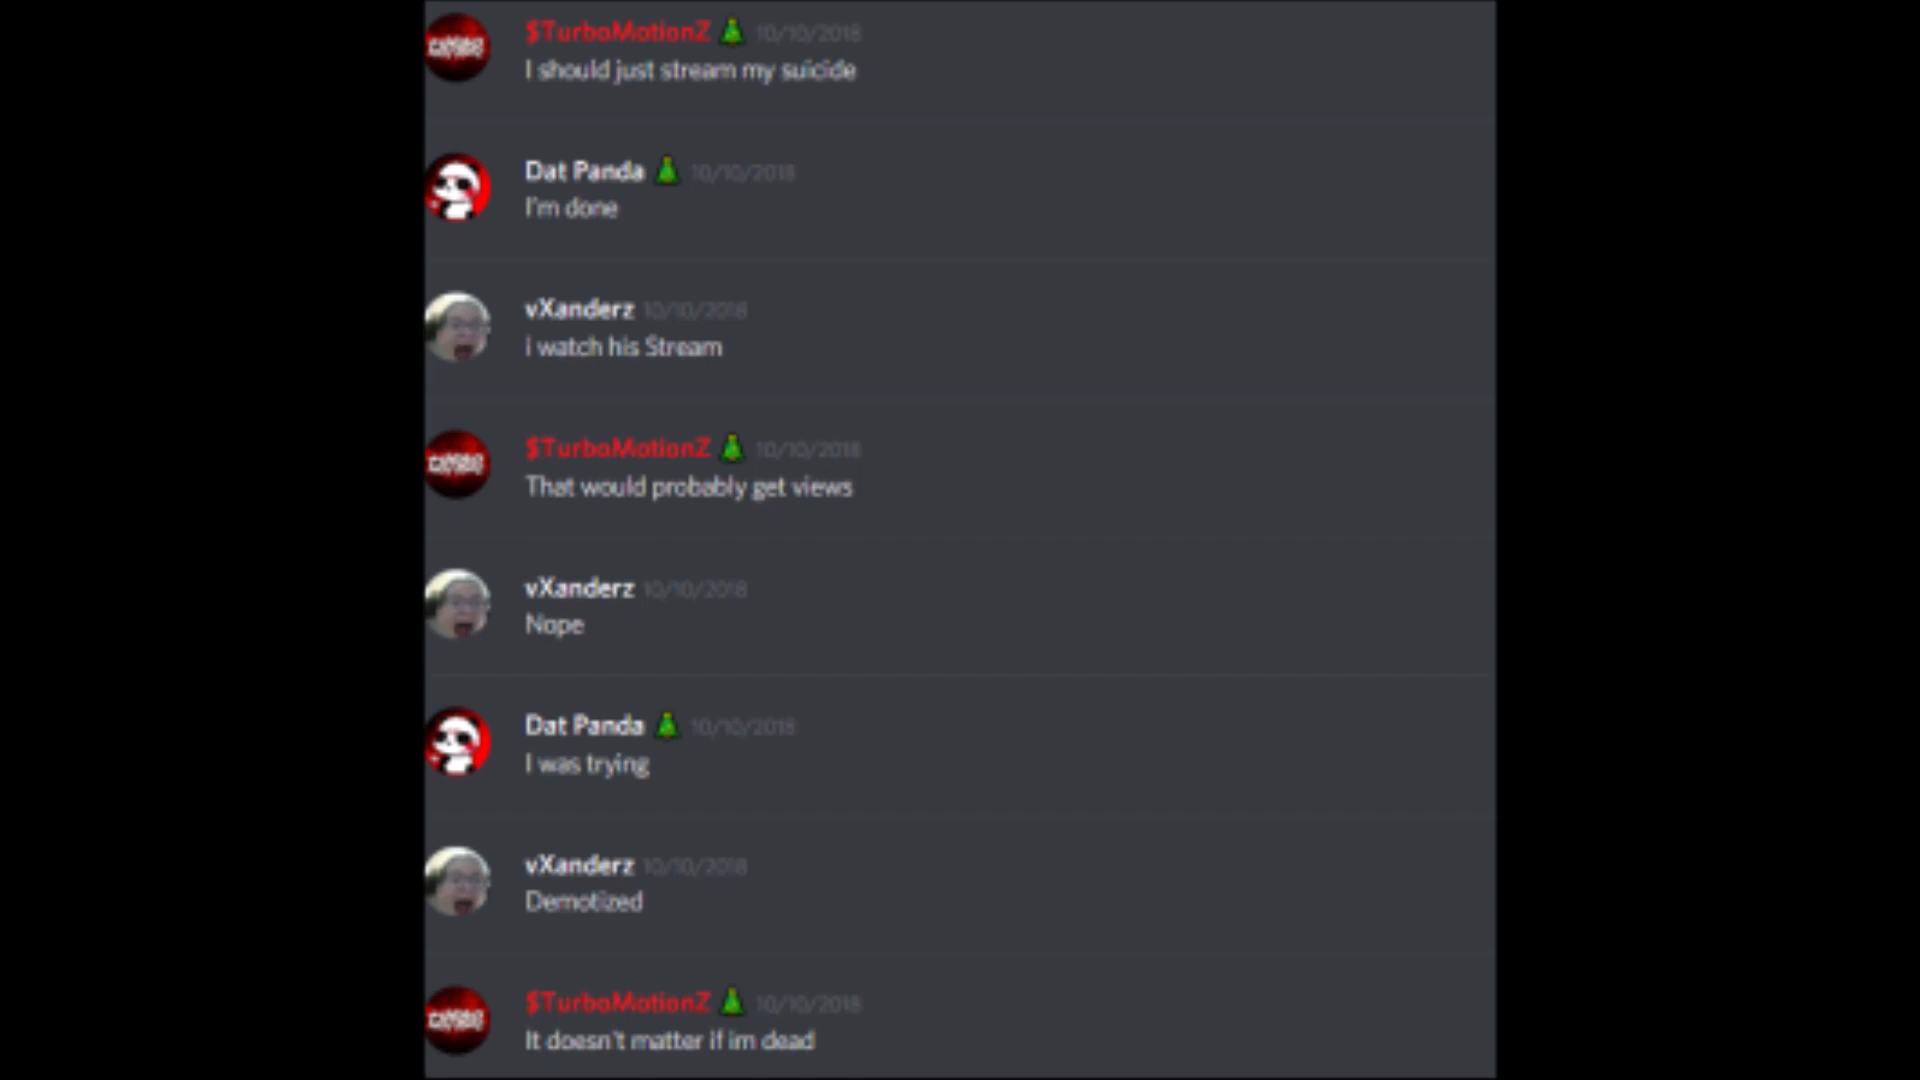 $TurboMotionZ🎄 10/10/2018
I should just stream my suicide
Dat Panda🎄 10/10/2018
I'm done
vXanderz 10/10/2018
i watch his Stream
$TurboMotionZ🎄 10/10/2018
That would probably get views
vXanderz 10/10/2018
Nope
Dat Panda🎄 10/10/2018
I was trying
vXanderz 10/10/2018
Demotized
$TurboMotionZ🎄 10/10/2018
It doesn't matter if im dead